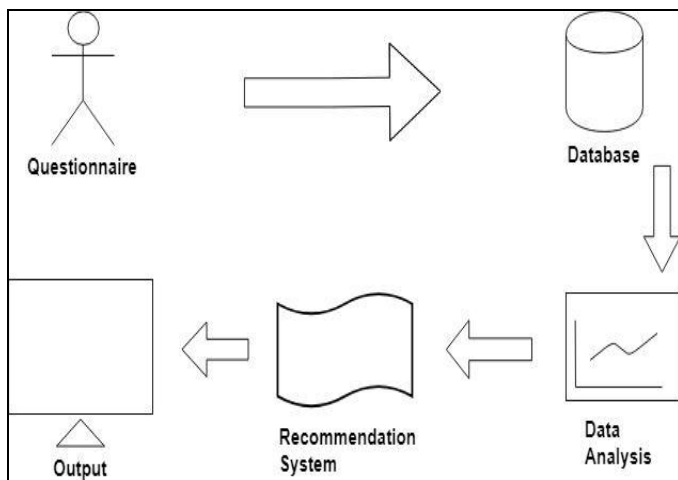 Questionnaire
Database
Output
Recommendation
System
Data
Analysis